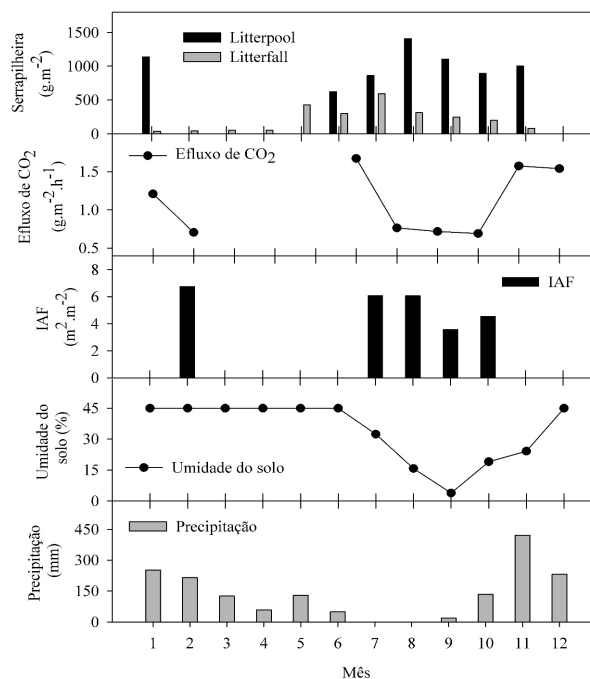 Serrapilheira
(g.m-2)
1500
1000
500
0
Litterpool
Litterfall
Efluxo de CO2
(g.m-2.h-1)
1.5
1.0
0.5
Efluxo de CO2
IAF
(m2.m-2)
8
6
4
2
0
IAF
Umidade do
solo (%)
45
30
15
0
Umidade do solo
Precipitação
(mm)
450
300
150
0
Precipitação
1 2 3 4 5 6 7 8 9 10 11 12
Mês